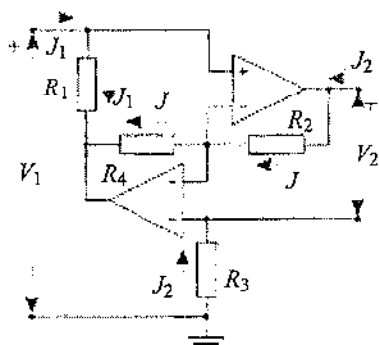 + J₁ J₂
+ −
R₁ J₁ J R₂ −
V₁ R₄ J V₂
−
+
J₂ R₃